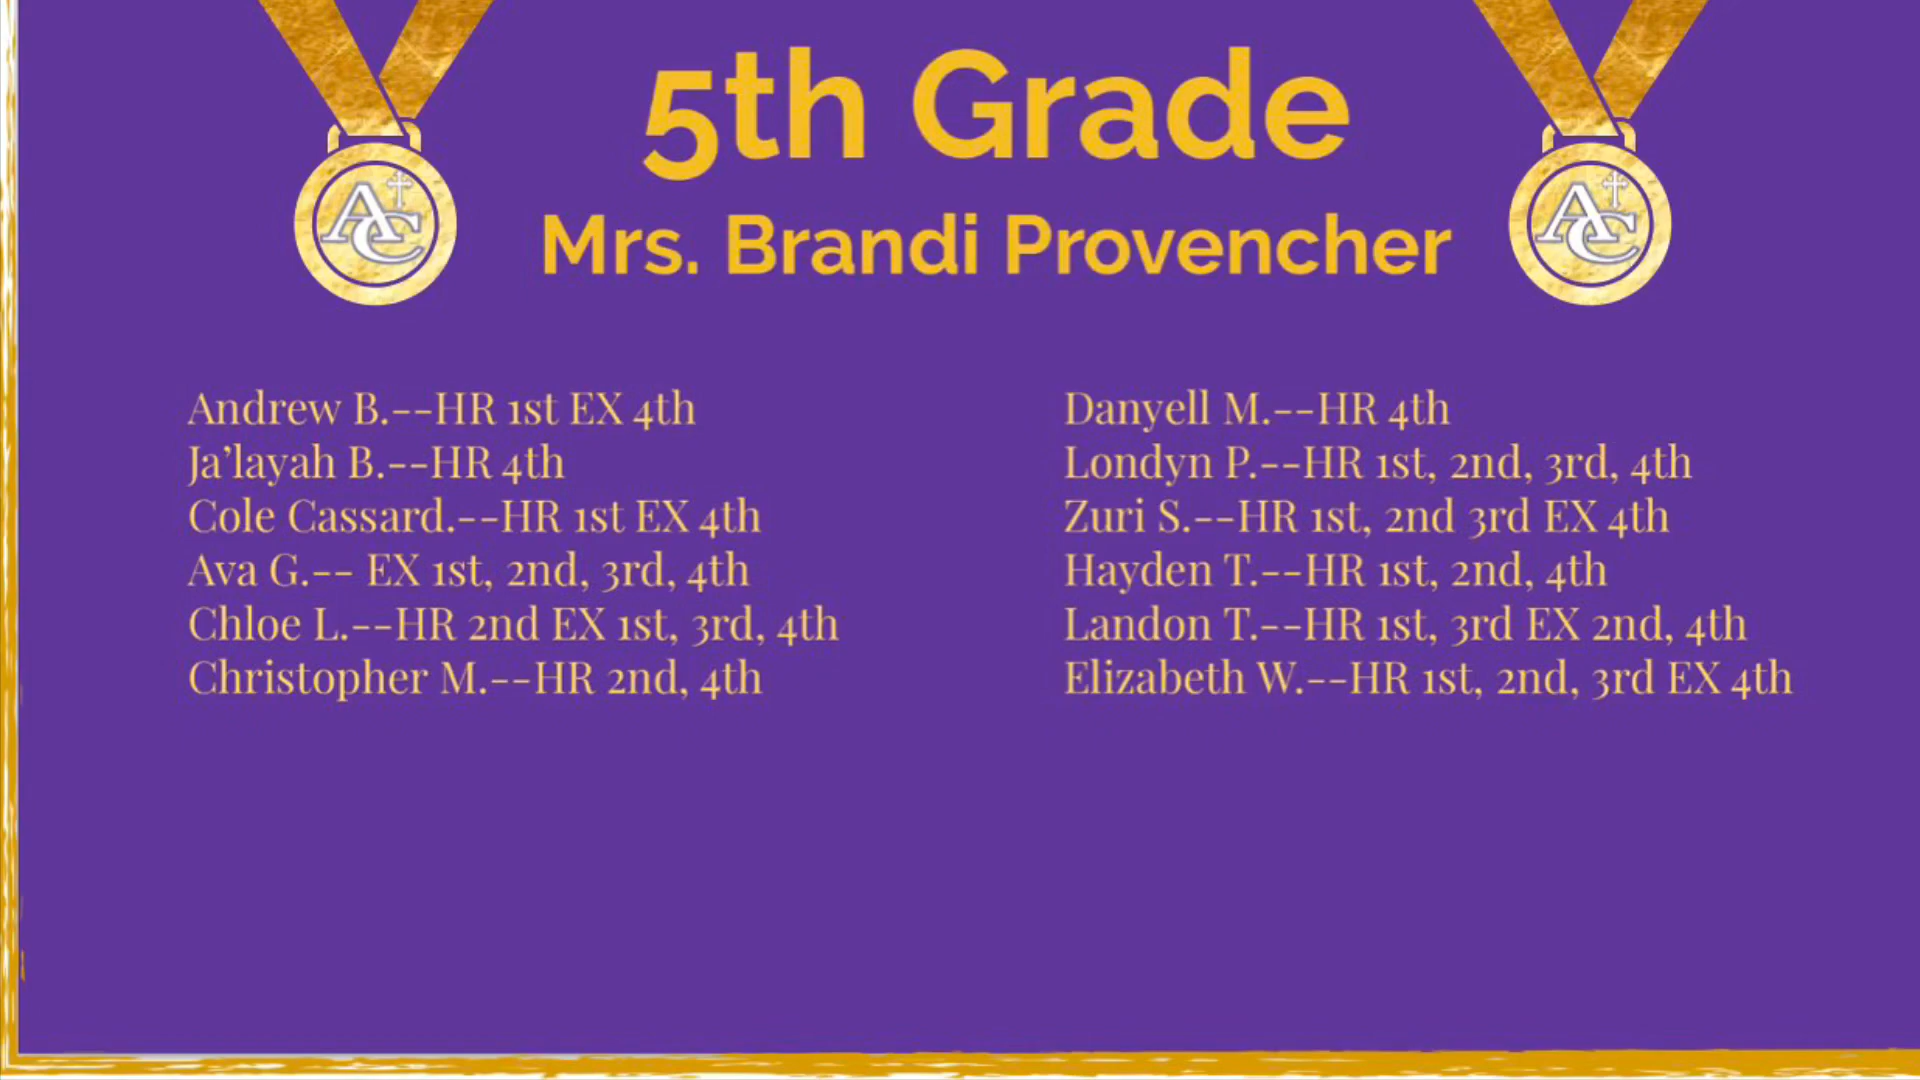 5th Grade
Mrs. Brandi Provencher
AC
AC
Andrew B.--HR 1st EX 4th
Ja’layah B.--HR 4th
Cole Cassard.--HR 1st EX 4th
Ava G.-- EX 1st, 2nd, 3rd, 4th
Chloe L.--HR 2nd EX 1st, 3rd, 4th
Christopher M.--HR 2nd, 4th
Danyell M.--HR 4th
Londyn P.--HR 1st, 2nd, 3rd, 4th
Zuri S.--HR 1st, 2nd 3rd EX 4th
Hayden T.--HR 1st, 2nd, 4th
Landon T.--HR 1st, 3rd EX 2nd, 4th
Elizabeth W.--HR 1st, 2nd, 3rd EX 4th